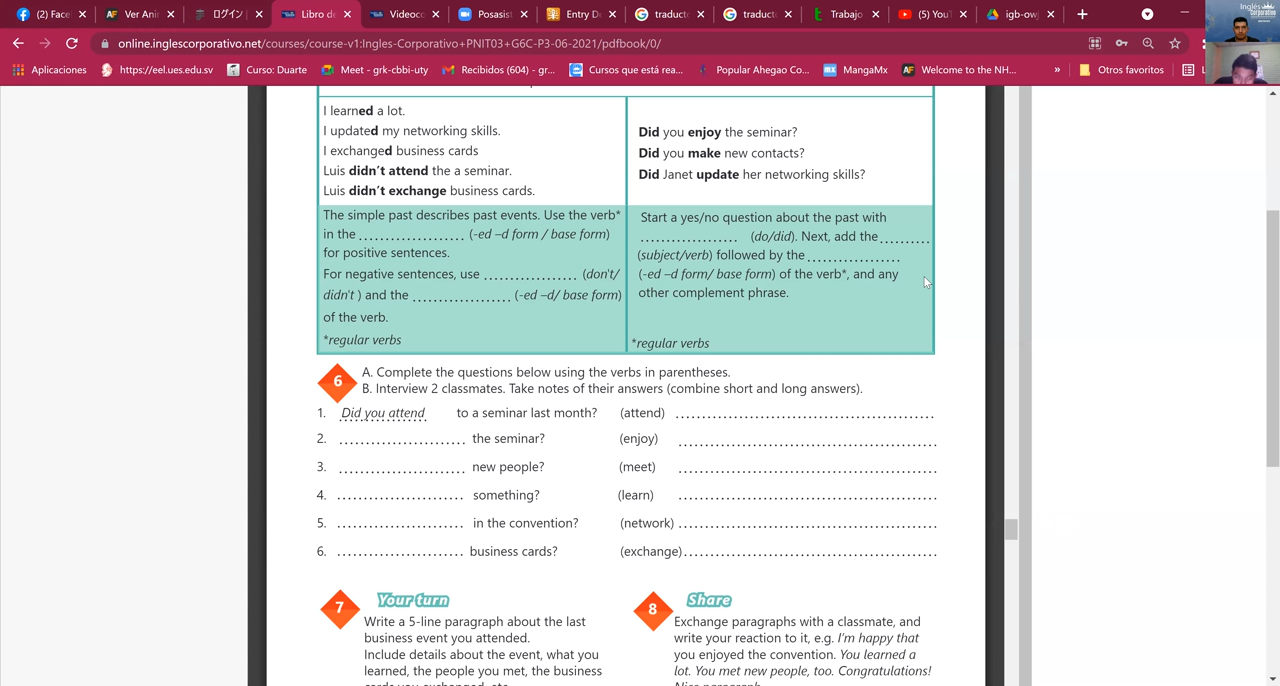 (2) Face
Ver Anir
ログイン |
Libro de
Videoco
Posasist
Entry De
traducto
traducto
Trabajo
(5) YouT
igb-owj
online.inglescorporativo.net/courses/course-v1:Ingles-Corporativo+PNIT03+G6C-P3-06-2021/pdfbook/0/
Aplicaciones
https://eel.ues.edu.sv
Curso: Duarte
Meet - grk-cbbi-uty
Recibidos (604) - gr...
Cursos que está rea...
Popular Ahegao Co...
MangaMx
Welcome to the NH...
»
Otros favoritos
I learned a lot.
I updated my networking skills.
I exchanged business cards
Luis didn't attend the a seminar.
Luis didn't exchange business cards.
Did you enjoy the seminar?
Did you make new contacts?
Did Janet update her networking skills?
The simple past describes past events. Use the verb*
in the .................... (-ed –d form / base form)
for positive sentences.
For negative sentences, use .................. (don't/
didn't ) and the ................... (-ed –d/ base form)
of the verb.
*regular verbs
Start a yes/no question about the past with
................... (do/did). Next, add the ..........
(subject/verb) followed by the ..................
(-ed –d form/ base form) of the verb*, and any
other complement phrase.
*regular verbs
6
A. Complete the questions below using the verbs in parentheses.
B. Interview 2 classmates. Take notes of their answers (combine short and long answers).
1. Did you attend to a seminar last month? (attend) ..................................................
2. ........................ the seminar? (enjoy) ..................................................
3. ........................ new people? (meet) ..................................................
4. ........................ something? (learn) ..................................................
5. ........................ in the convention? (network) ..................................................
6. ........................ business cards? (exchange) ..................................................
7
Your turn
Write a 5-line paragraph about the last
business event you attended.
Include details about the event, what you
learned, the people you met, the business
cards you exchanged, etc.
8
Share
Exchange paragraphs with a classmate, and
write your reaction to it, e.g. I'm happy that
you enjoyed the convention. You learned a
lot. You met new people, too. Congratulations!
Nice paragraph.